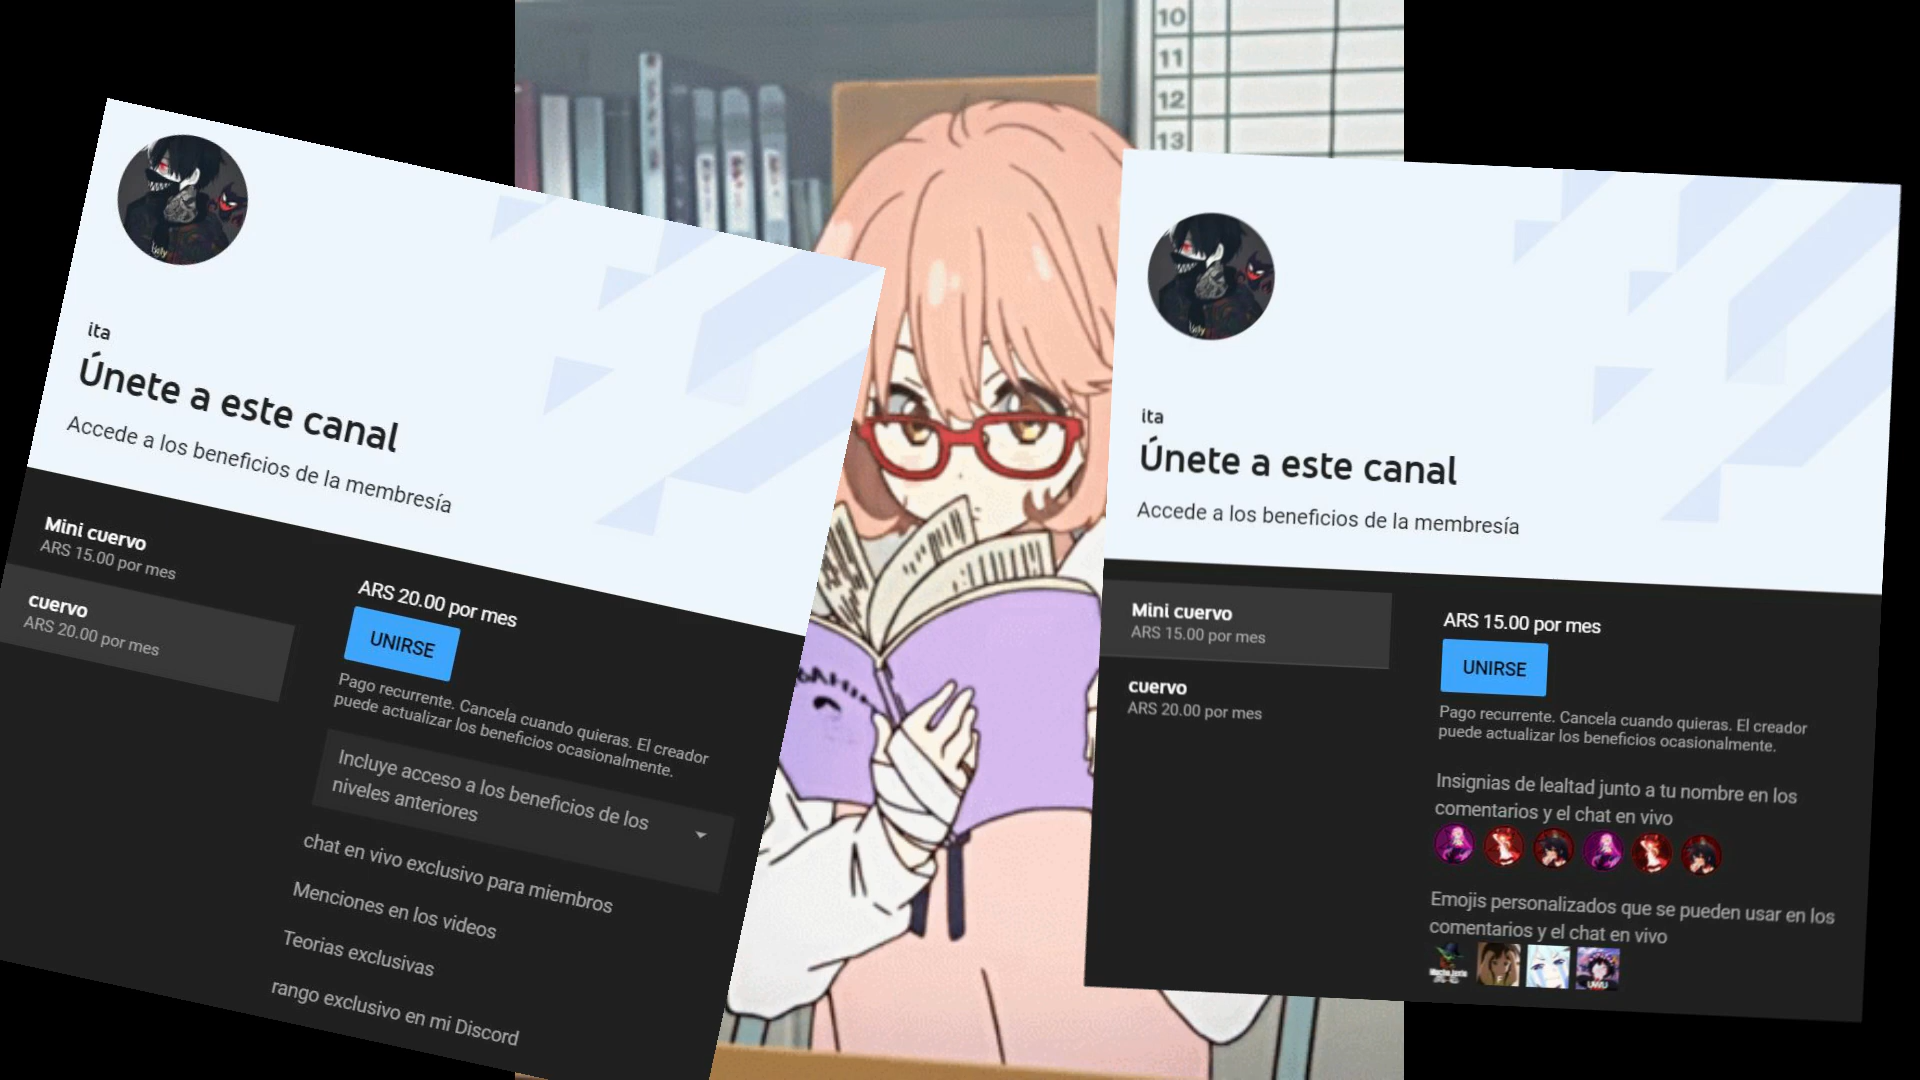 10
11
12
13
ita
Únete a este canal
Accede a los beneficios de la membresía
Mini cuervo
ARS 15.00 por mes
cuervo
ARS 20.00 por mes
ARS 20.00 por mes
UNIRSE
Pago recurrente. Cancela cuando quieras. El creador
puede actualizar los beneficios ocasionalmente.
Incluye acceso a los beneficios de los
niveles anteriores
chat en vivo exclusivo para miembros
Menciones en los videos
Teorias exclusivas
rango exclusivo en mi Discord
ita
Únete a este canal
Accede a los beneficios de la membresía
Mini cuervo
ARS 15.00 por mes
cuervo
ARS 20.00 por mes
ARS 15.00 por mes
UNIRSE
Pago recurrente. Cancela cuando quieras. El creador
puede actualizar los beneficios ocasionalmente.
Insignias de lealtad junto a tu nombre en los
comentarios y el chat en vivo
Emojis personalizados que se pueden usar en los
comentarios y el chat en vivo
UWU